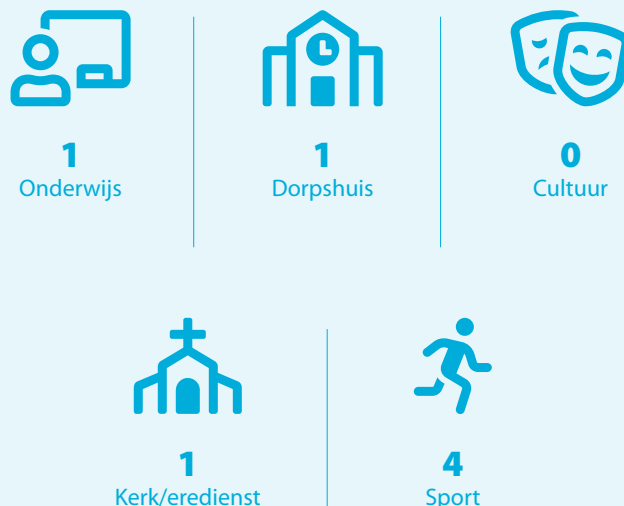 1
Onderwijs
1
Dorpshuis
0
Cultuur
1
Kerk/eredienst
4
Sport